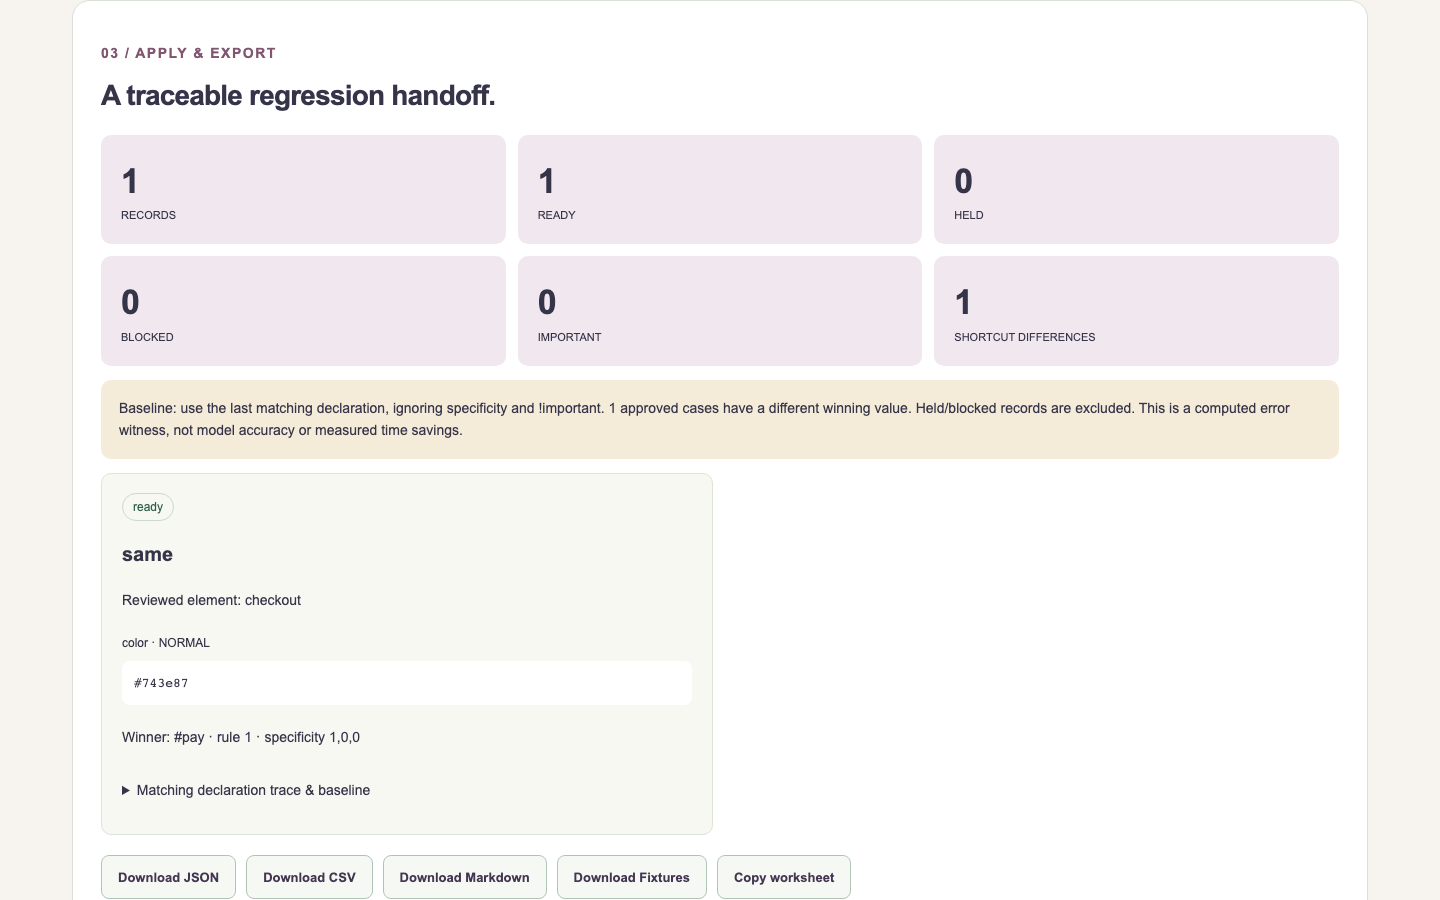 03 / APPLY & EXPORT
A traceable regression handoff.
1
RECORDS
1
READY
0
HELD
0
BLOCKED
0
IMPORTANT
1
SHORTCUT DIFFERENCES
Baseline: use the last matching declaration, ignoring specificity and !important. 1 approved cases have a different winning value. Held/blocked records are excluded. This is a computed error
witness, not model accuracy or measured time savings.
ready
same
Reviewed element: checkout
color · NORMAL
#743e87
Winner: #pay · rule 1 · specificity 1,0,0
Matching declaration trace & baseline
Download JSON
Download CSV
Download Markdown
Download Fixtures
Copy worksheet